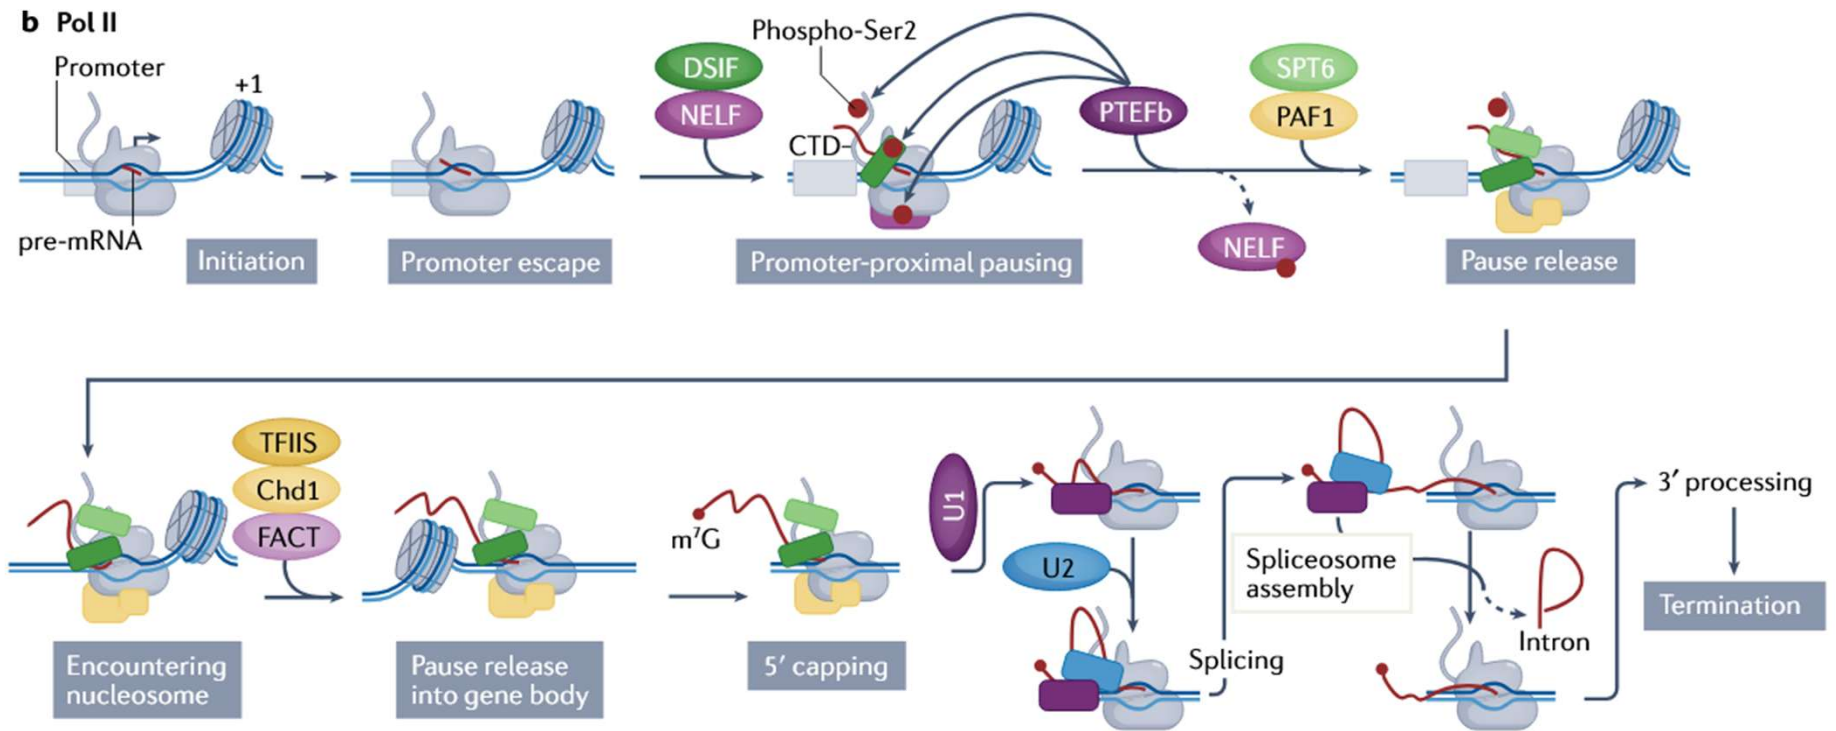 b Pol II
Promoter
+1
pre-mRNA
Initiation
Promoter escape
DSIF
NELF
Phospho-Ser2
CTD
Promoter-proximal pausing
PTEFb
NELF
SPT6
PAF1
Pause release
TFIIS
Chd1
FACT
Encountering
nucleosome
Pause release
into gene body
m⁷G
5′ capping
U1
U2
Splicing
Spliceosome
assembly
Intron
3′ processing
Termination